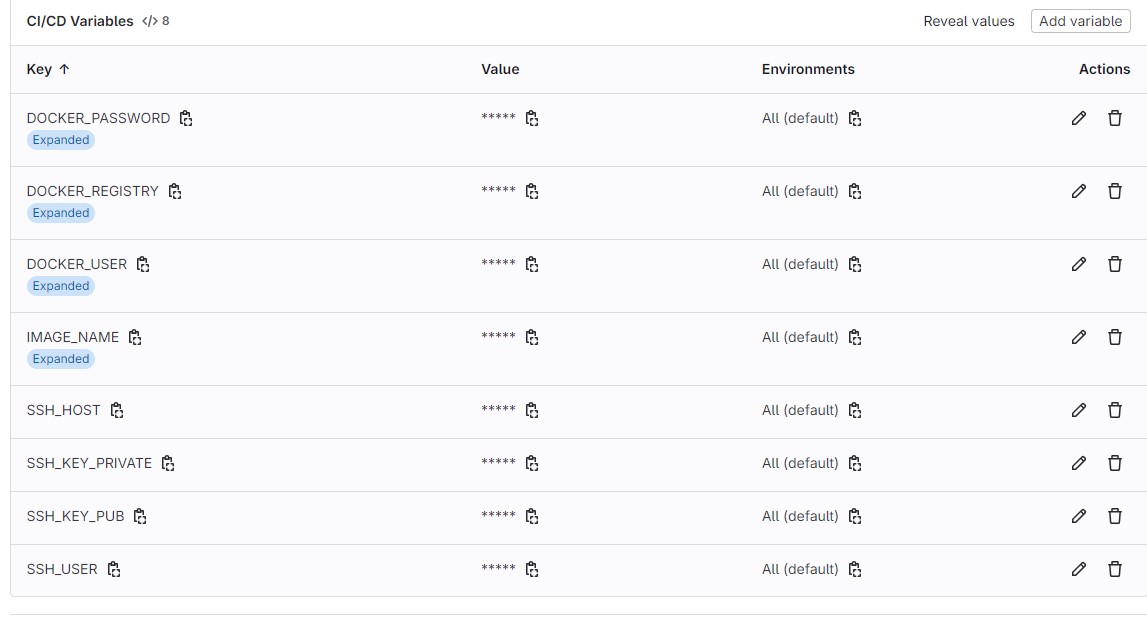 CI/CD Variables </> 8 Reveal values Add variable
Key ↑ Value Environments Actions
DOCKER_PASSWORD ***** All (default)
Expanded
DOCKER_REGISTRY ***** All (default)
Expanded
DOCKER_USER ***** All (default)
Expanded
IMAGE_NAME ***** All (default)
Expanded
SSH_HOST ***** All (default)
SSH_KEY_PRIVATE ***** All (default)
SSH_KEY_PUB ***** All (default)
SSH_USER ***** All (default)